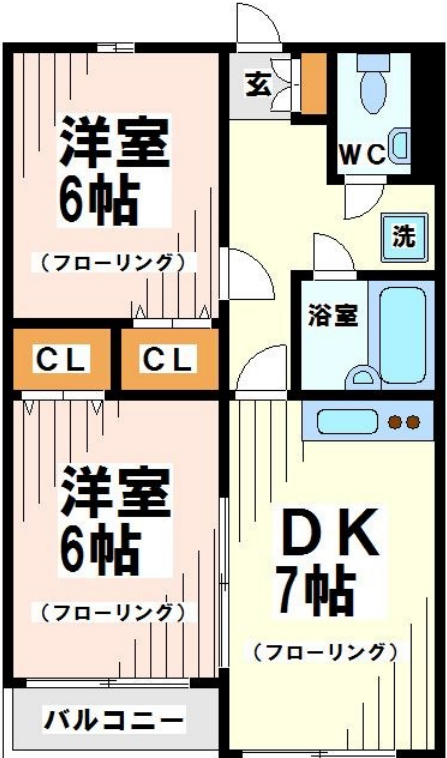 玄
洋室
6帖
(フローリング)
WC
洗
浴室
CL
CL
洋室
6帖
(フローリング)
DK
7帖
(フローリング)
バルコニー